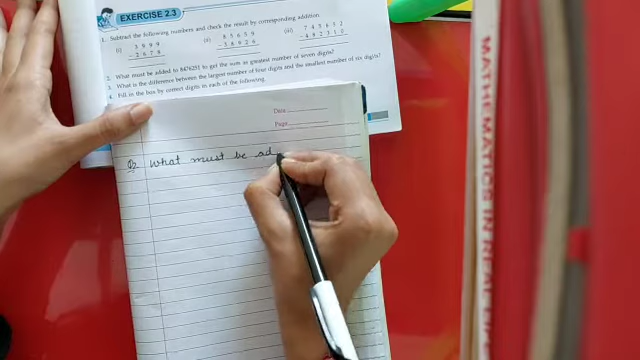 EXERCISE 2.3
1. Subtract the following numbers and check the result by corresponding addition:
(i) 3 9 9 9 (ii) 8 5 6 5 9 (iii) 7 4 5 6 3 2
- 2 6 7 8 - 3 8 9 2 6 - 4 9 2 3 1 0
2. What must be added to 8476251 to get the sum as greatest number of seven digits?
3. What is the difference between the largest number of four digits and the smallest number of six digits?
4. Fill in the box by correct digits in each of the following.
Date
Page
Q2 What must be ad
MATHEMATICS IN REAL